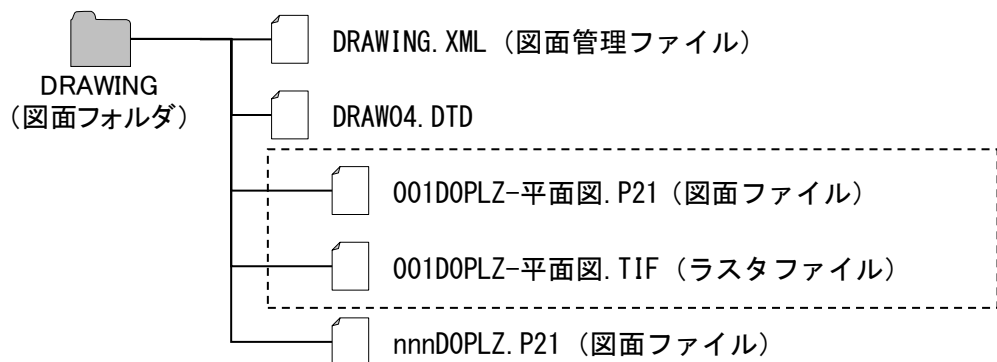 DRAWING.XML（図面管理ファイル）
DRAWING
（図面フォルダ）
DRAW04.DTD
001D0PLZ-平面図.P21（図面ファイル）
001D0PLZ-平面図.TIF（ラスタファイル）
nnnD0PLZ.P21（図面ファイル）